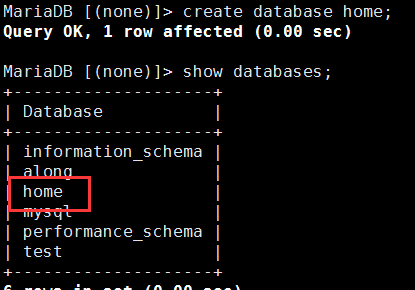 MariaDB [(none)]> create database home;
Query OK, 1 row affected (0.00 sec)
MariaDB [(none)]> show databases;
+--------------------+
| Database           |
+--------------------+
| information_schema |
| along              |
| home               |
| mysql              |
| performance_schema |
| test               |
+--------------------+
6 rows in set (0.00 sec)